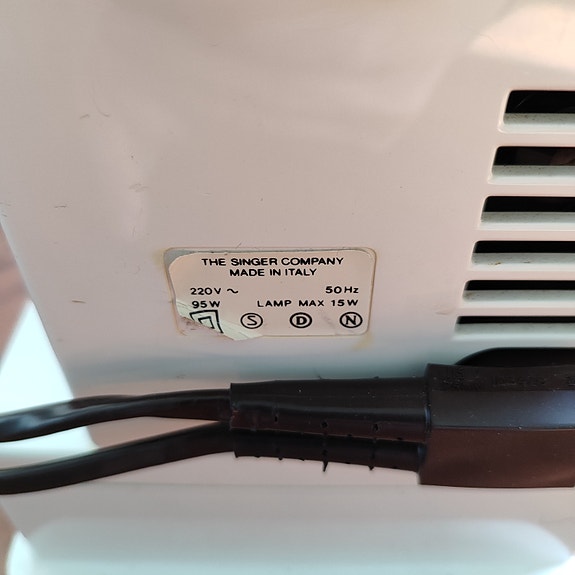 THE SINGER COMPANY
MADE IN ITALY
220V ~ 50Hz
95W LAMP MAX 15W
S D N